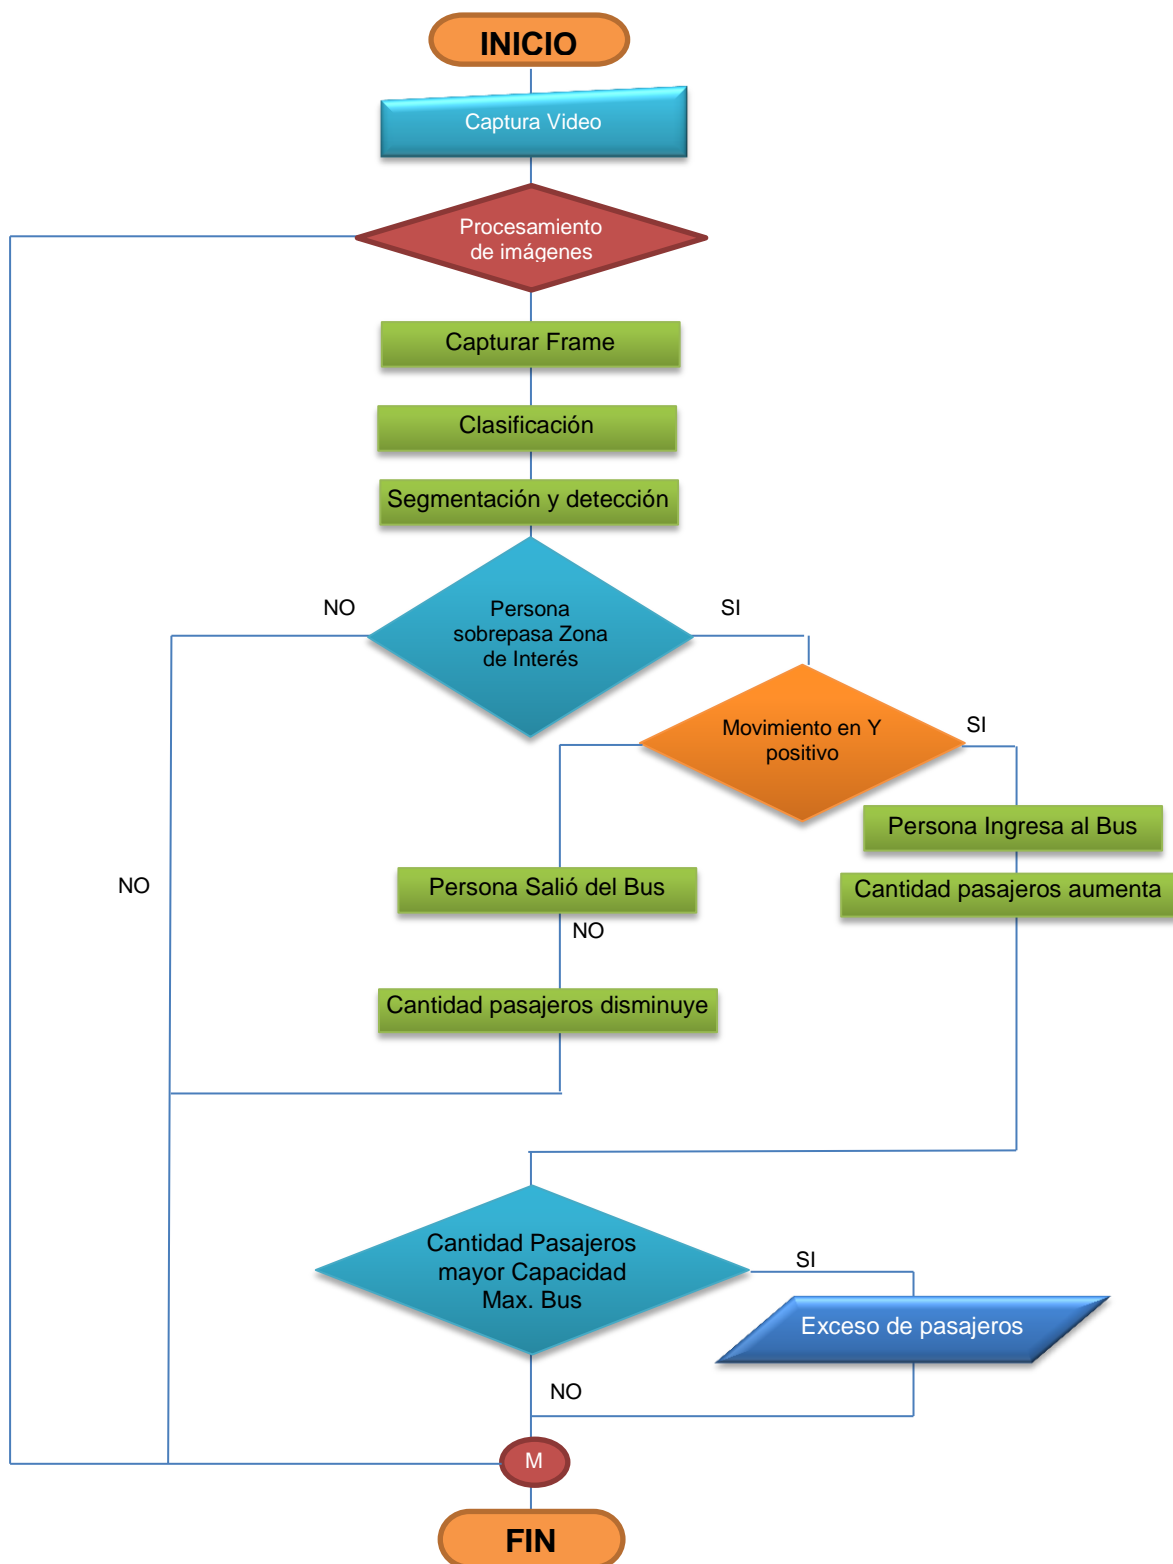 INICIO
Captura Video
Procesamiento
de imágenes
Capturar Frame
Clasificación
Segmentación y detección
NO
SI
Persona
sobrepasa Zona
de Interés
Movimiento en Y
positivo
SI
Persona Ingresa al Bus
NO
Persona Salió del Bus
Cantidad pasajeros aumenta
NO
Cantidad pasajeros disminuye
Cantidad Pasajeros
mayor Capacidad
Max. Bus
SI
Exceso de pasajeros
NO
M
FIN